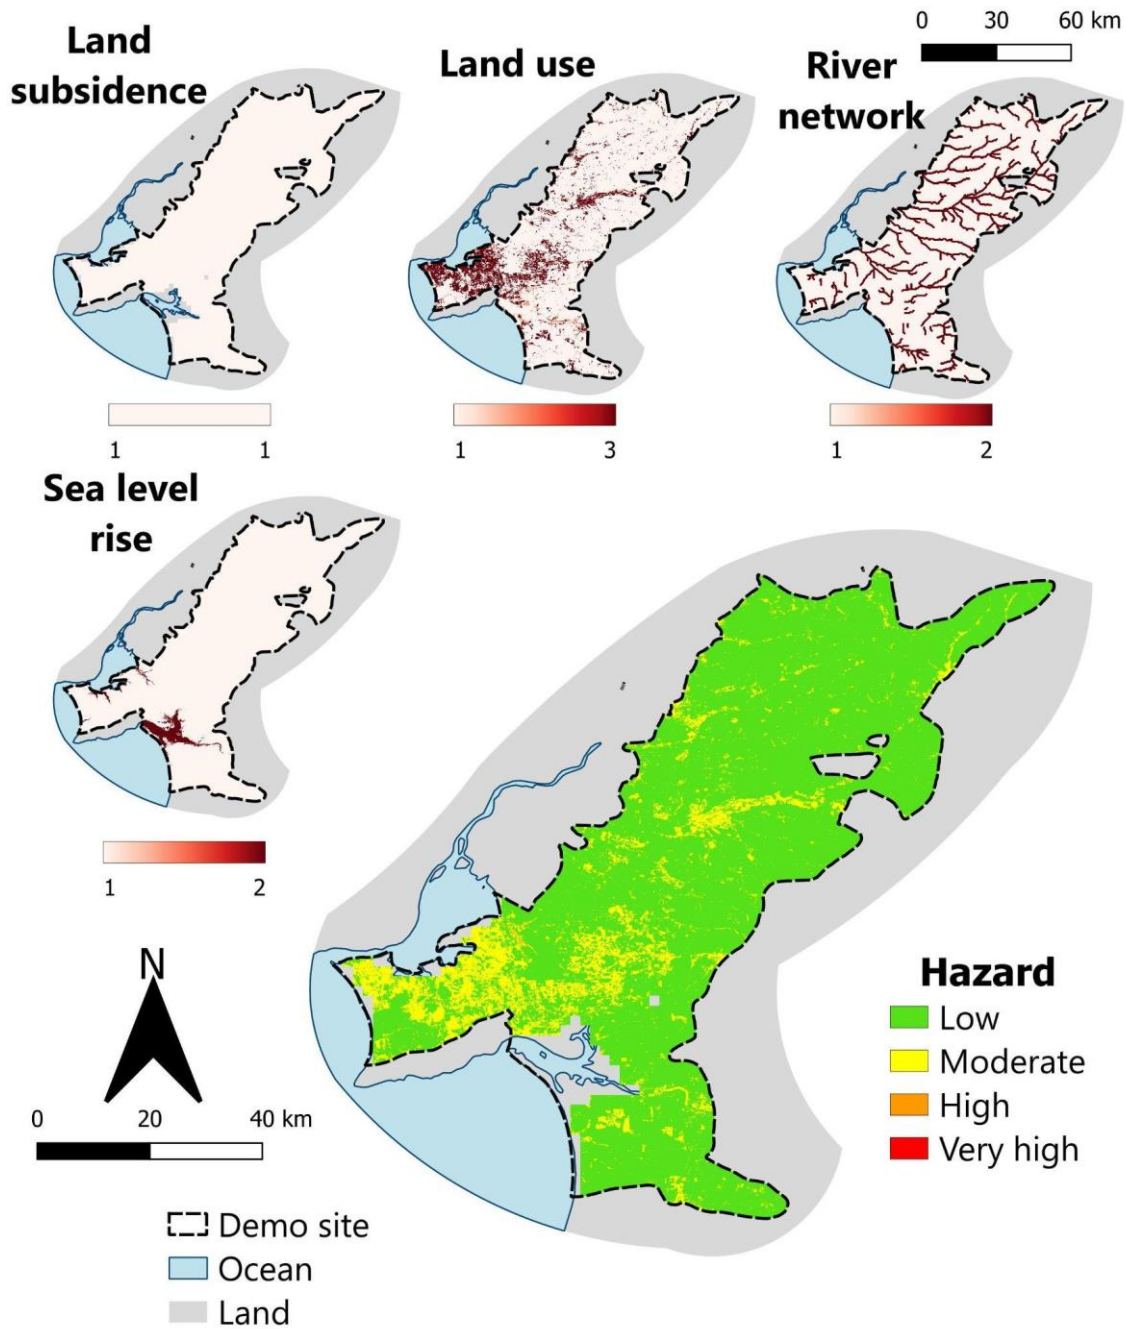 Land
subsidence
1 1
Land use
1 3
River
network
1 2
0 30 60 km
Sea level
rise
1 2
N
0 20 40 km
Demo site
Ocean
Land
Hazard
Low
Moderate
High
Very high